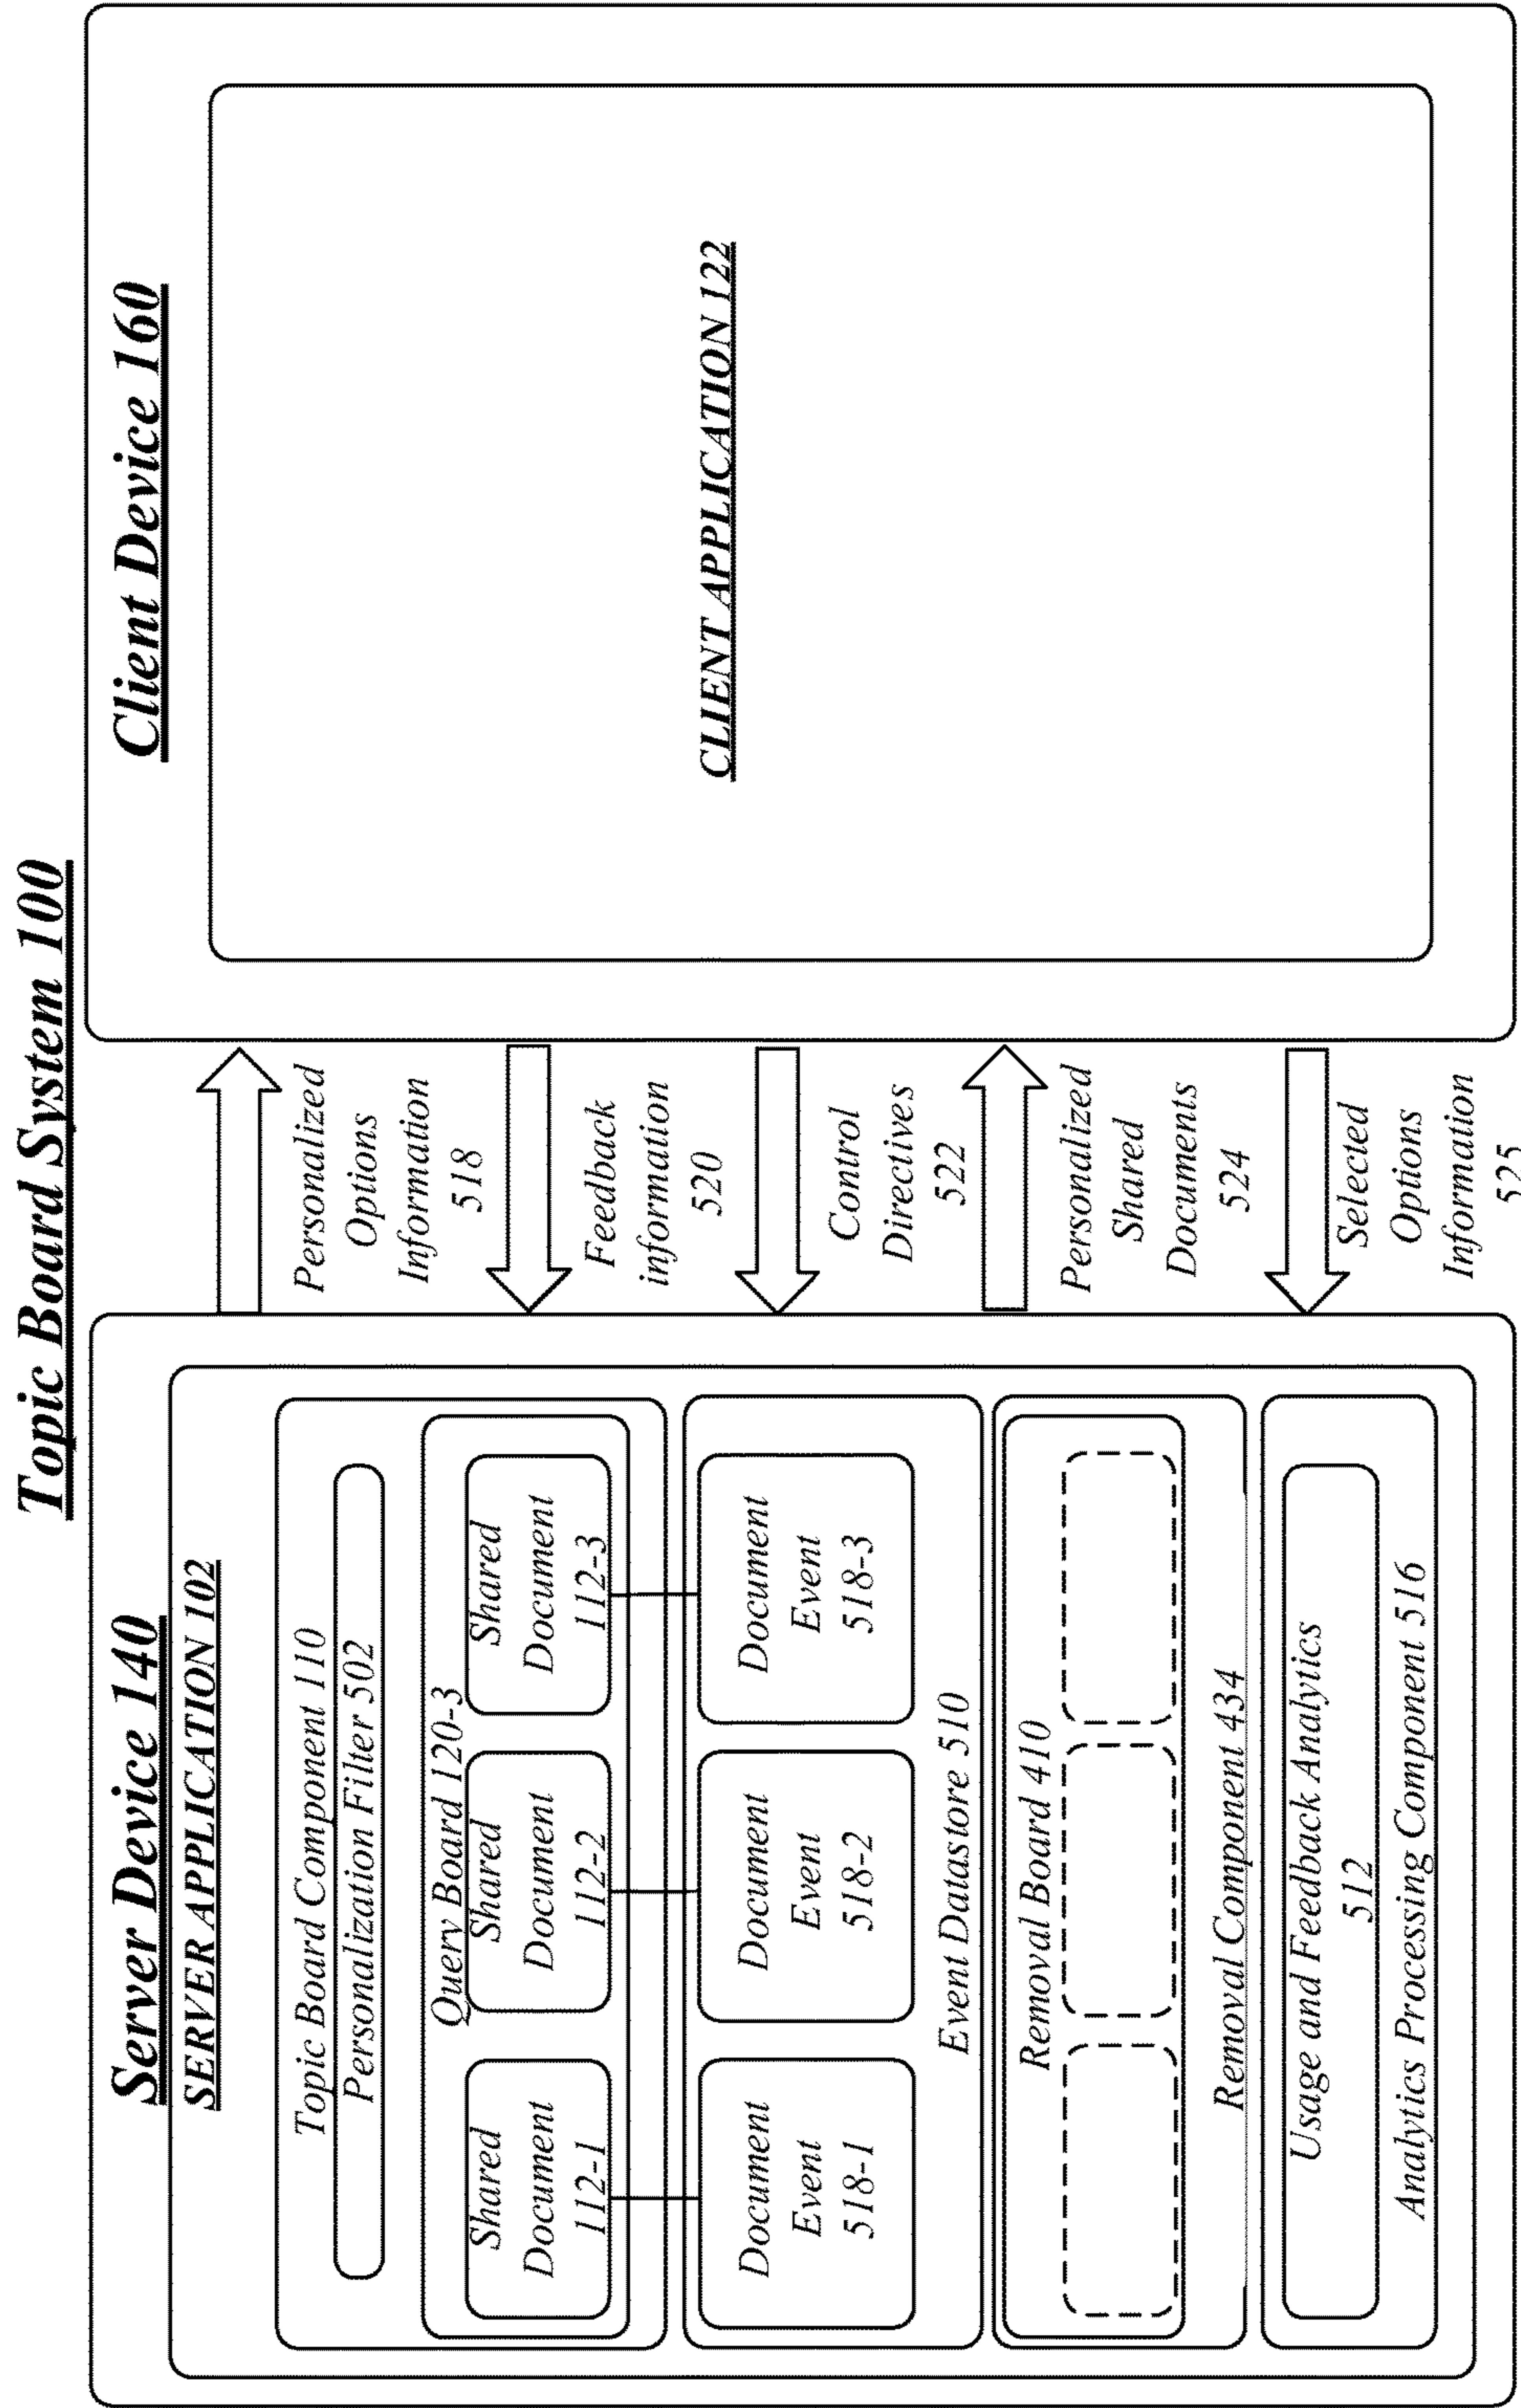 Topic Board System 100
Server Device 140
SERVER APPLICATION 102
Topic Board Component 110
Personalization Filter 502
Query Board 120-3
Shared
Document
112-1
Shared
Document
112-2
Shared
Document
112-3
Document
Event
518-1
Document
Event
518-2
Document
Event
518-3
Event Datastore 510
Removal Board 410
Removal Component 434
Usage and Feedback Analytics
512
Analytics Processing Component 516
Personalized
Options
Information
518
Feedback
information
520
Control
Directives
522
Personalized
Shared
Documents
524
Selected
Options
Information
525
Client Device 160
CLIENT APPLICATION 122